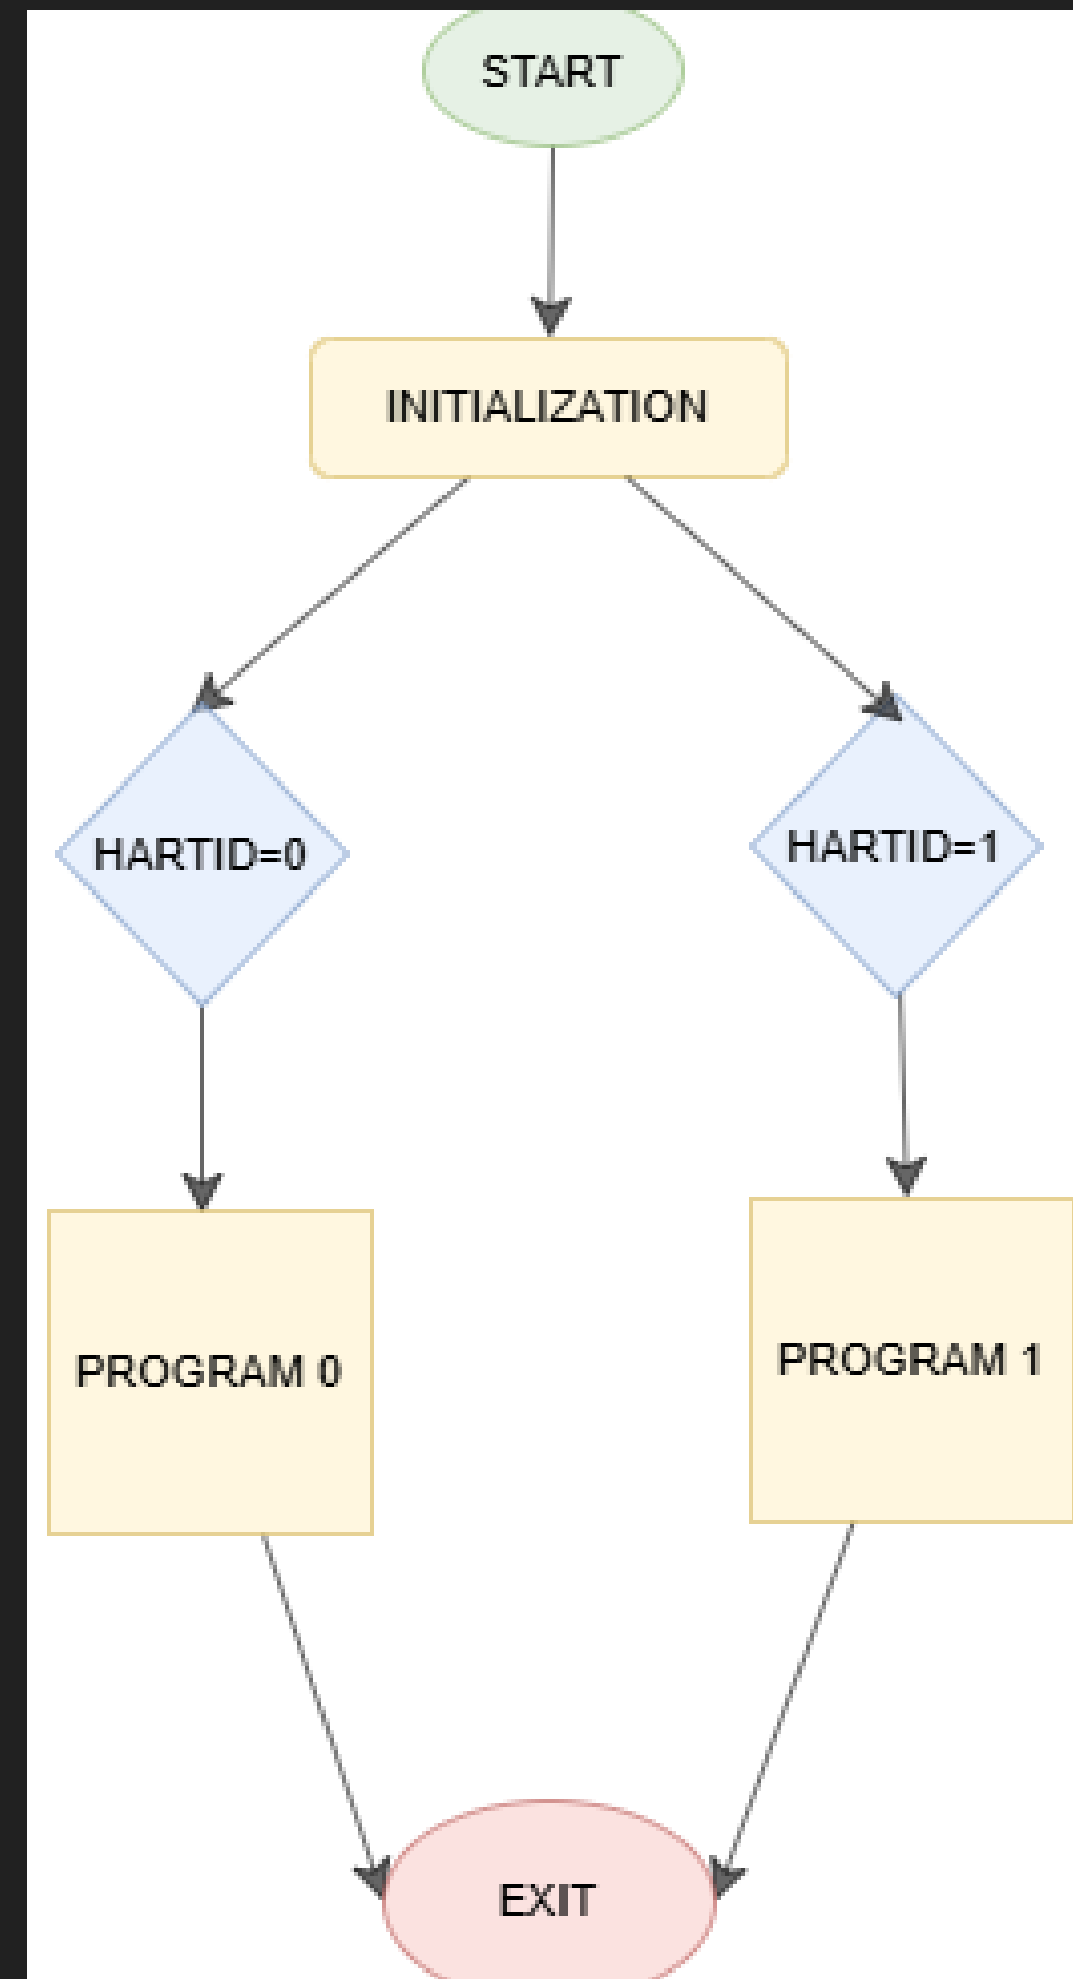 START
INITIALIZATION
HARTID=0
HARTID=1
PROGRAM 0
PROGRAM 1
EXIT